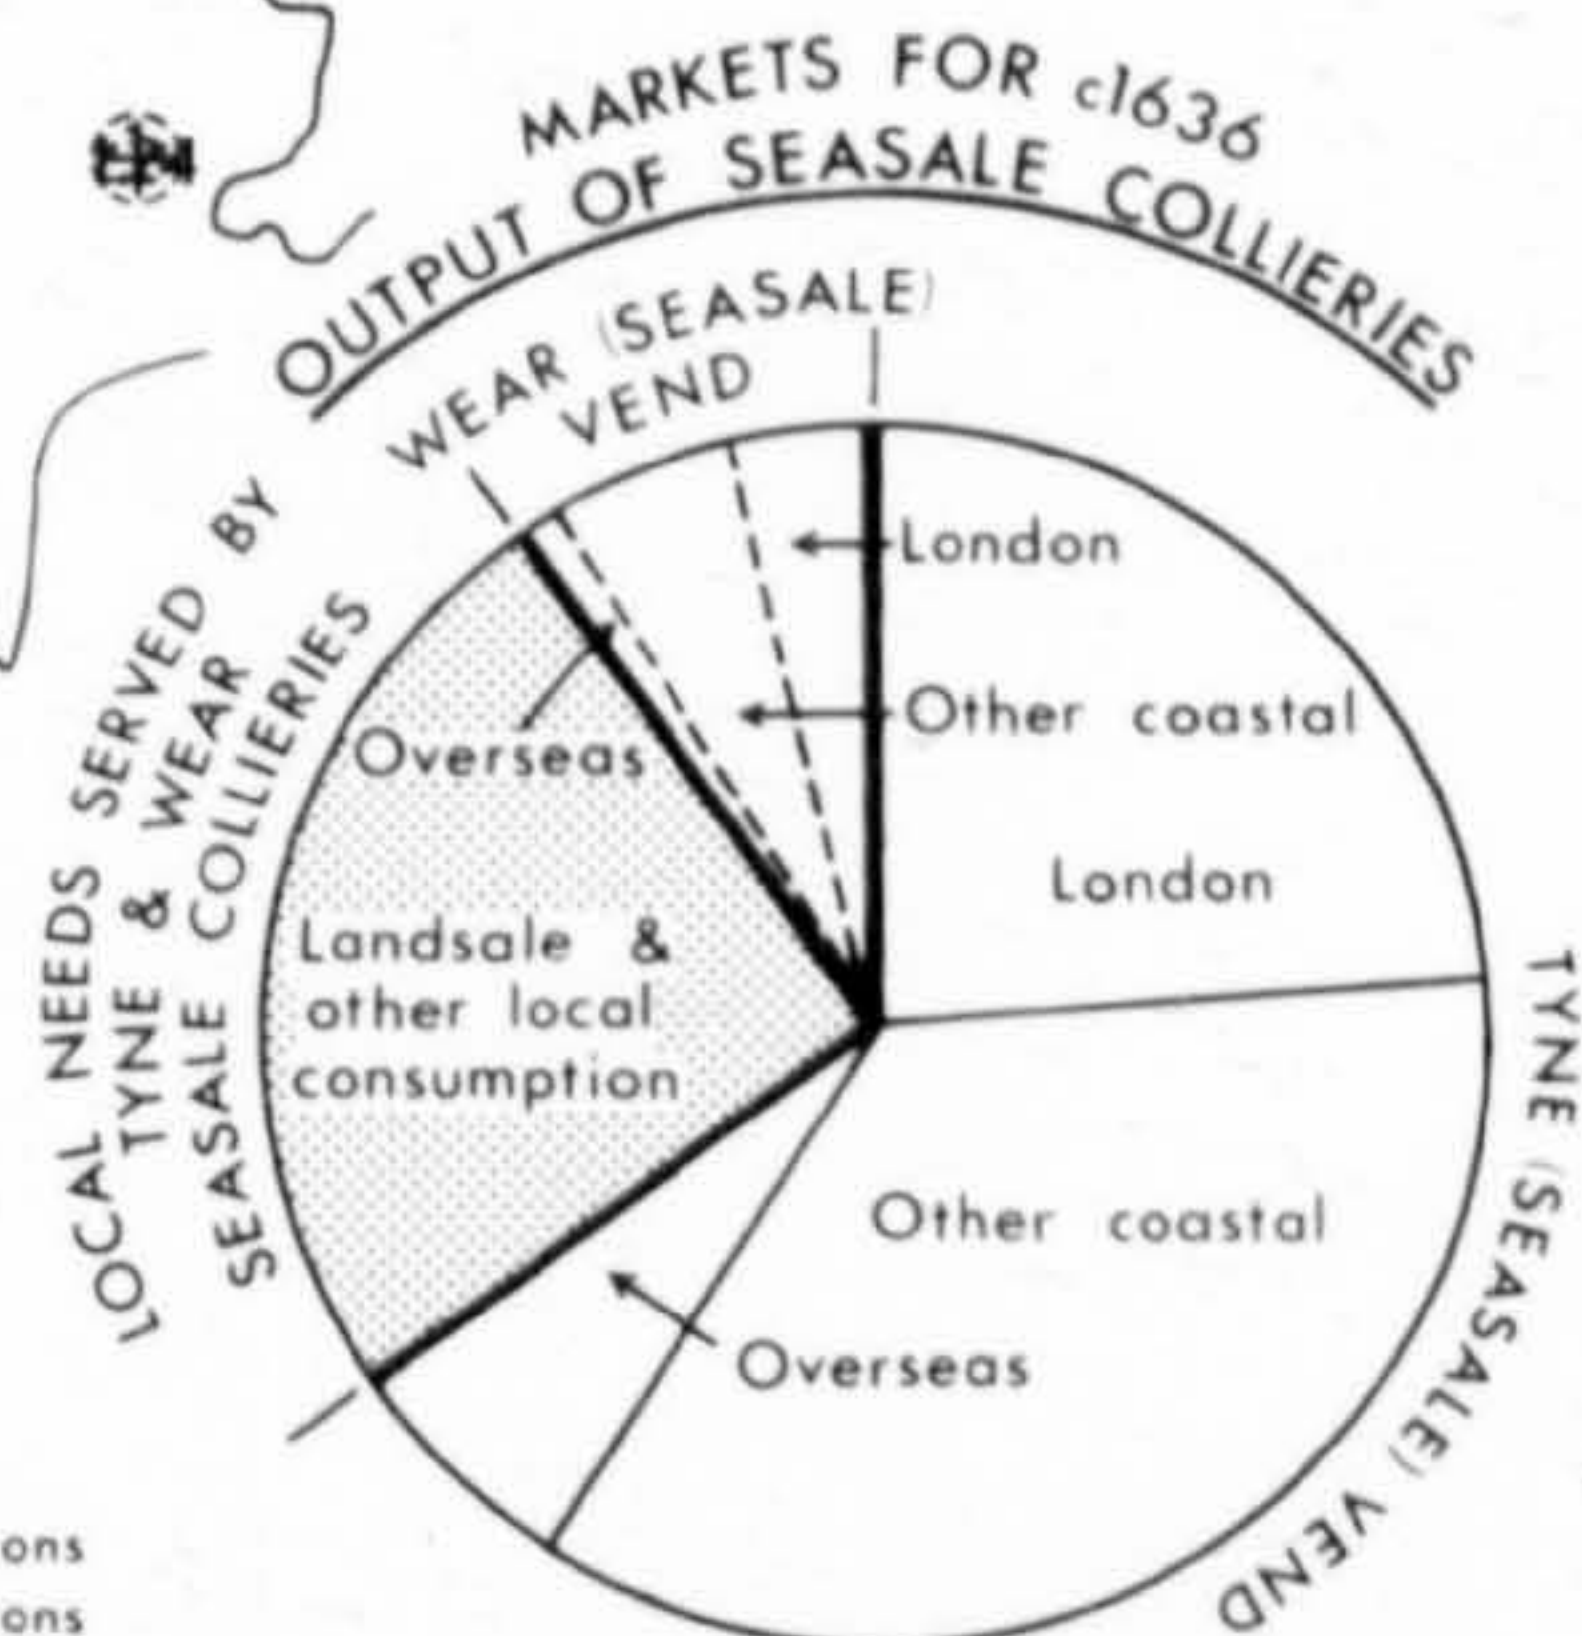 MARKETS FOR c1636
OUTPUT OF SEASALE COLLIERIES
WEAR (SEASALE)
VEND
LOCAL NEEDS SERVED BY
TYNE & WEAR
SEASALE COLLIERIES
London
Other coastal
Overseas
London
Landsale &
other local
consumption
Other coastal
Overseas
TYNE (SEASALE) VEND
ons
ons